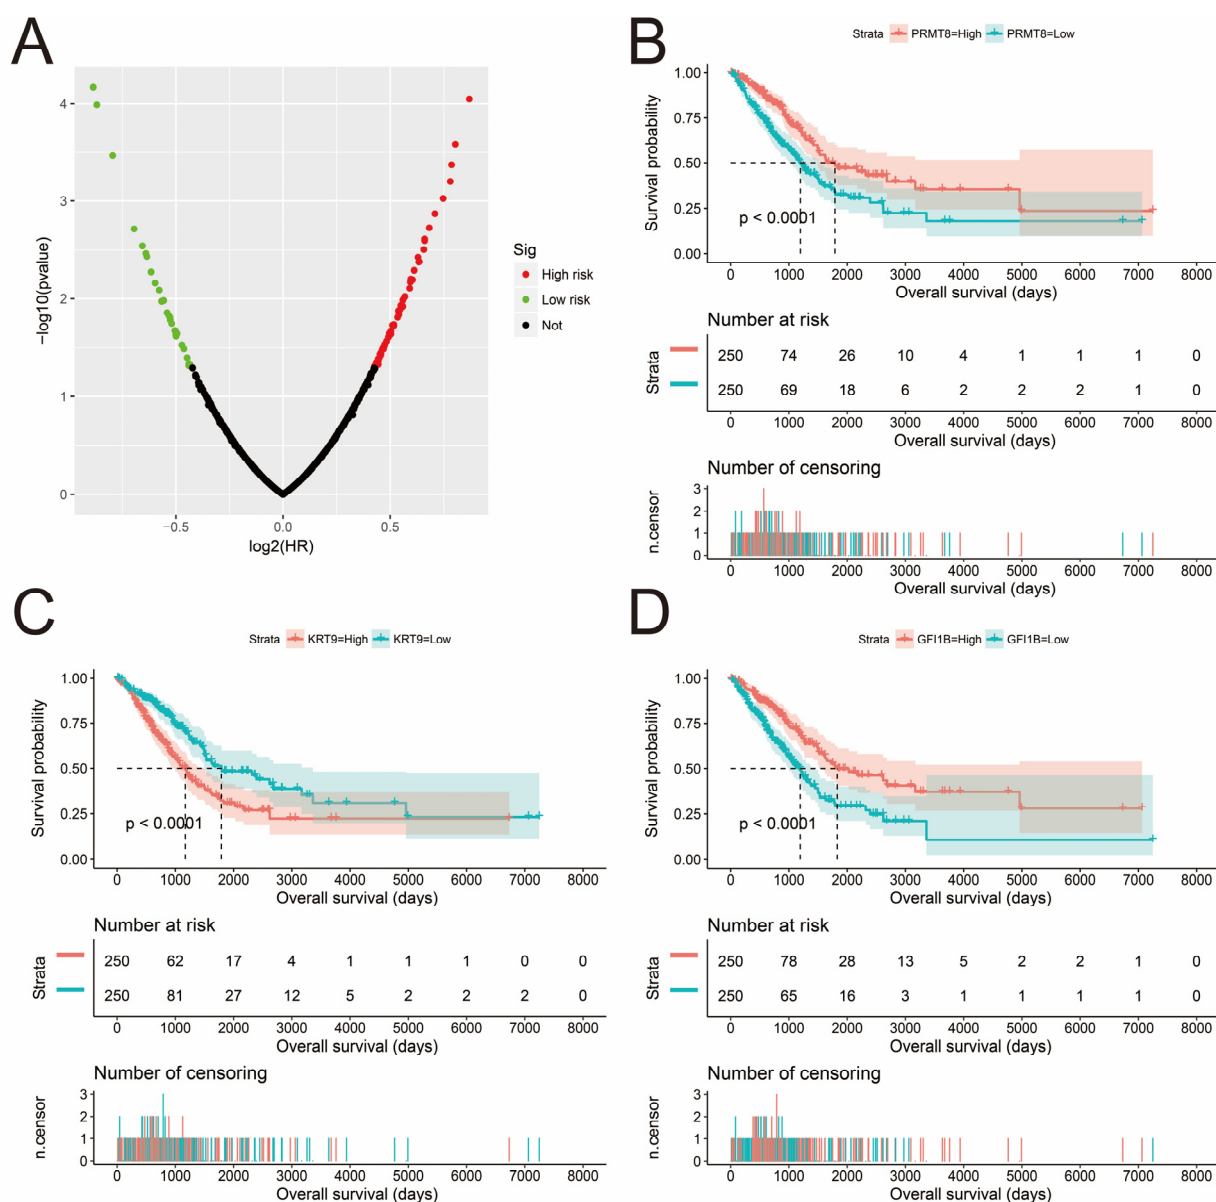 A
4
3
2
1
0
−log10(pvalue)
−0.5
0.0
0.5
log2(HR)
Sig
High risk
Low risk
Not
B
Strata PRMT8=High PRMT8=Low
1.00
0.75
0.50
0.25
0.00
Survival probability
p < 0.0001
0 1000 2000 3000 4000 5000 6000 7000 8000
Overall survival (days)
Number at risk
Strata
250 74 26 10 4 1 1 1 0
250 69 18 6 2 2 2 1 0
0 1000 2000 3000 4000 5000 6000 7000 8000
Overall survival (days)
Number of censoring
n.censor
3
2
1
0
0 1000 2000 3000 4000 5000 6000 7000 8000
Overall survival (days)
C
Strata KRT9=High KRT9=Low
1.00
0.75
0.50
0.25
0.00
Survival probability
p < 0.0001
0 1000 2000 3000 4000 5000 6000 7000 8000
Overall survival (days)
Number at risk
Strata
250 62 17 4 1 1 1 0 0
250 81 27 12 5 2 2 2 0
0 1000 2000 3000 4000 5000 6000 7000 8000
Overall survival (days)
Number of censoring
n.censor
3
2
1
0
0 1000 2000 3000 4000 5000 6000 7000 8000
Overall survival (days)
D
Strata GFI1B=High GFI1B=Low
1.00
0.75
0.50
0.25
0.00
Survival probability
p < 0.0001
0 1000 2000 3000 4000 5000 6000 7000 8000
Overall survival (days)
Number at risk
Strata
250 78 28 13 5 2 2 1 0
250 65 16 3 1 1 1 1 0
0 1000 2000 3000 4000 5000 6000 7000 8000
Overall survival (days)
Number of censoring
n.censor
3
2
1
0
0 1000 2000 3000 4000 5000 6000 7000 8000
Overall survival (days)